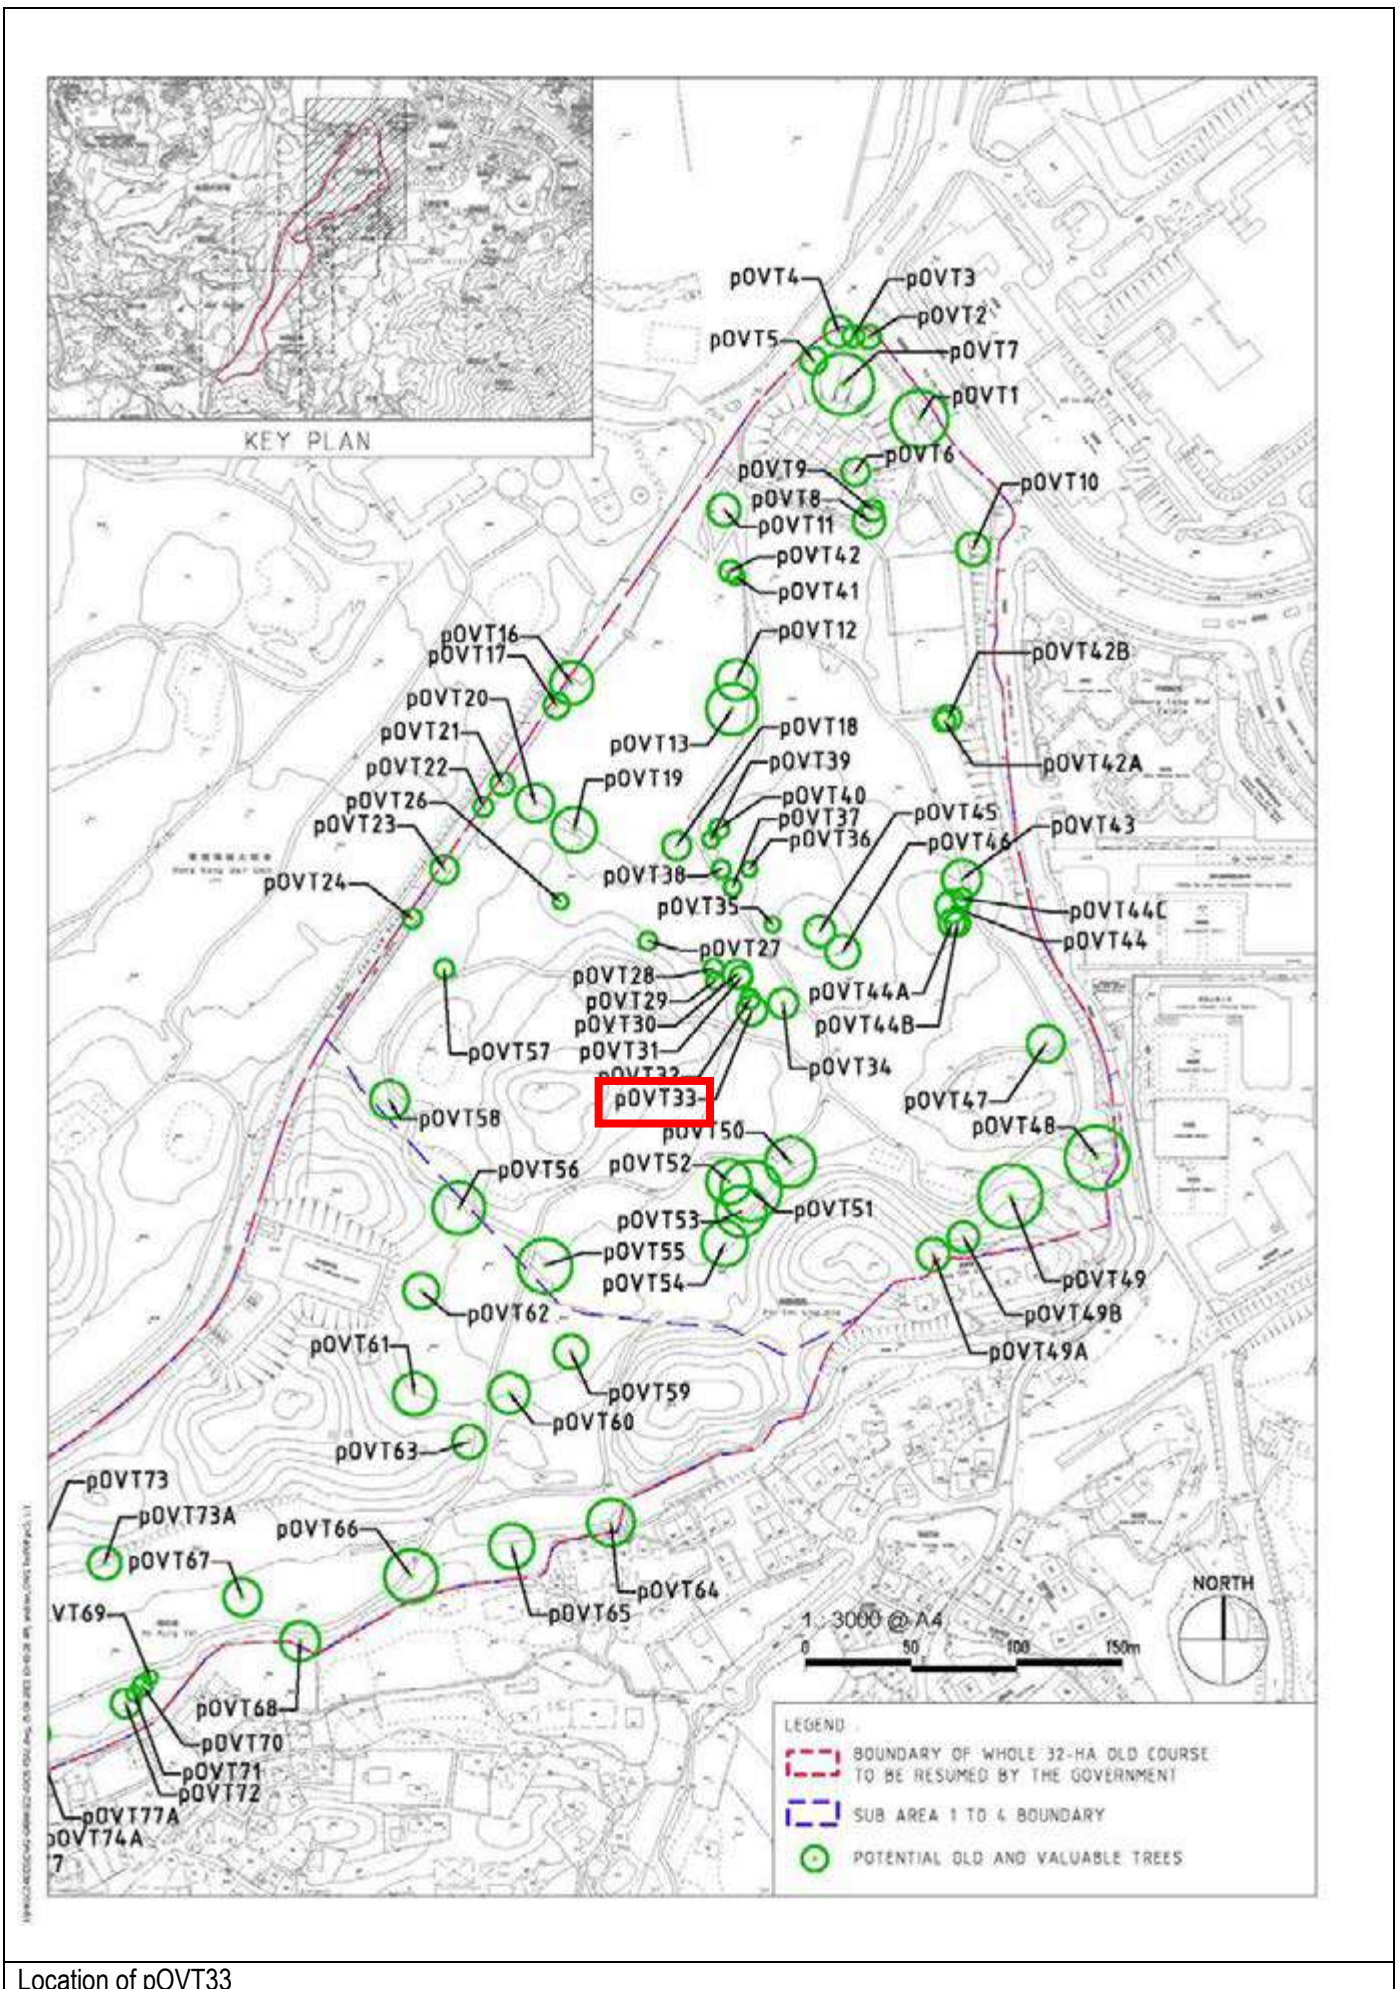 KEY PLAN
pOVT4
pOVT3
pOVT2
pOVT5
pOVT7
pOVT1
pOVT6
pOVT9
pOVT10
pOVT8
pOVT11
pOVT42
pOVT41
pOVT12
pOVT16
pOVT17
pOVT42B
pOVT20
pOVT18
pOVT21
pOVT13
pOVT39
pOVT42A
pOVT22
pOVT19
pOVT26
pOVT40
pOVT45
pOVT23
pOVT37
pOVT43
pOVT36
pOVT46
pOVT38
pOVT24
pOVT35
pOVT44C
pOVT44
pOVT27
pOVT28
pOVT44A
pOVT29
pOVT30
pOVT44B
pOVT57
pOVT31
pOVT34
pOVT32
pOVT33
pOVT47
pOVT58
pOVT50
pOVT48
pOVT56
pOVT52
pOVT53
pOVT51
pOVT55
pOVT54
pOVT49
pOVT62
pOVT49B
pOVT61
pOVT49A
pOVT59
pOVT60
pOVT63
pOVT73
pOVT73A
pOVT66
pOVT67
pOVT64
NORTH
VT69
pOVT65
1 : 3000 @ A4
0 50 100 150m
pOVT68
pOVT70
pOVT71
pOVT72
pOVT77A
pOVT74A
7
LEGEND :
BOUNDARY OF WHOLE 32-HA OLD COURSE
TO BE RESUMED BY THE GOVERNMENT
SUB AREA 1 TO 4 BOUNDARY
POTENTIAL OLD AND VALUABLE TREES
Location of pOVT33